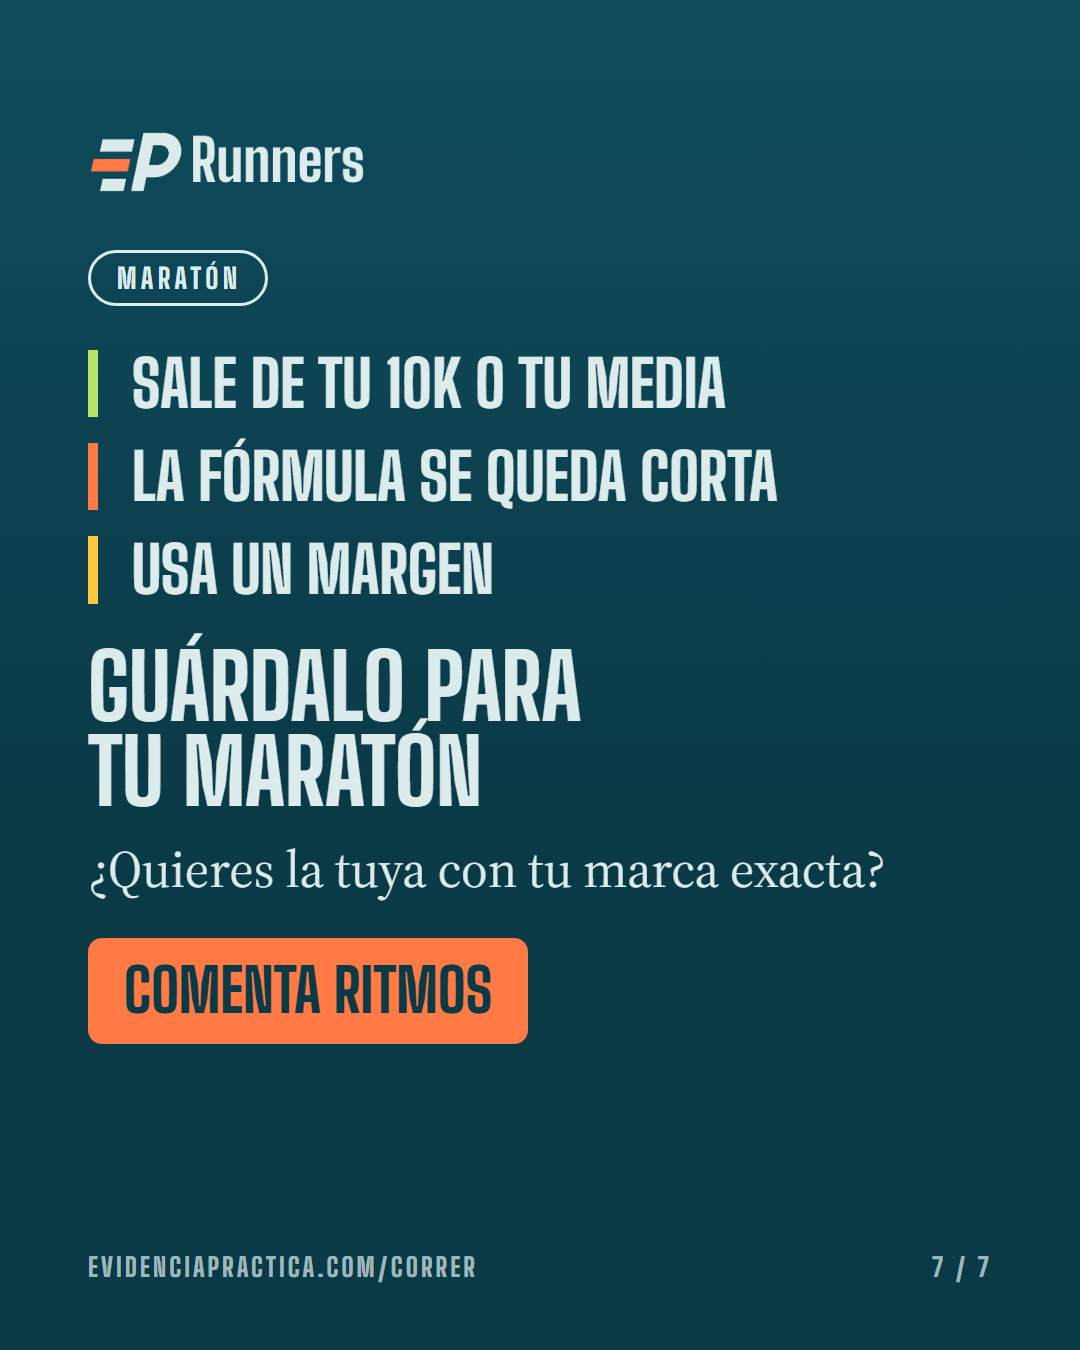 EP Runners
MARATÓN
SALE DE TU 10K O TU MEDIA
LA FÓRMULA SE QUEDA CORTA
USA UN MARGEN
GUÁRDALO PARA
TU MARATÓN
¿Quieres la tuya con tu marca exacta?
COMENTA RITMOS
EVIDENCIAPRACTICA.COM/CORRER
7 / 7